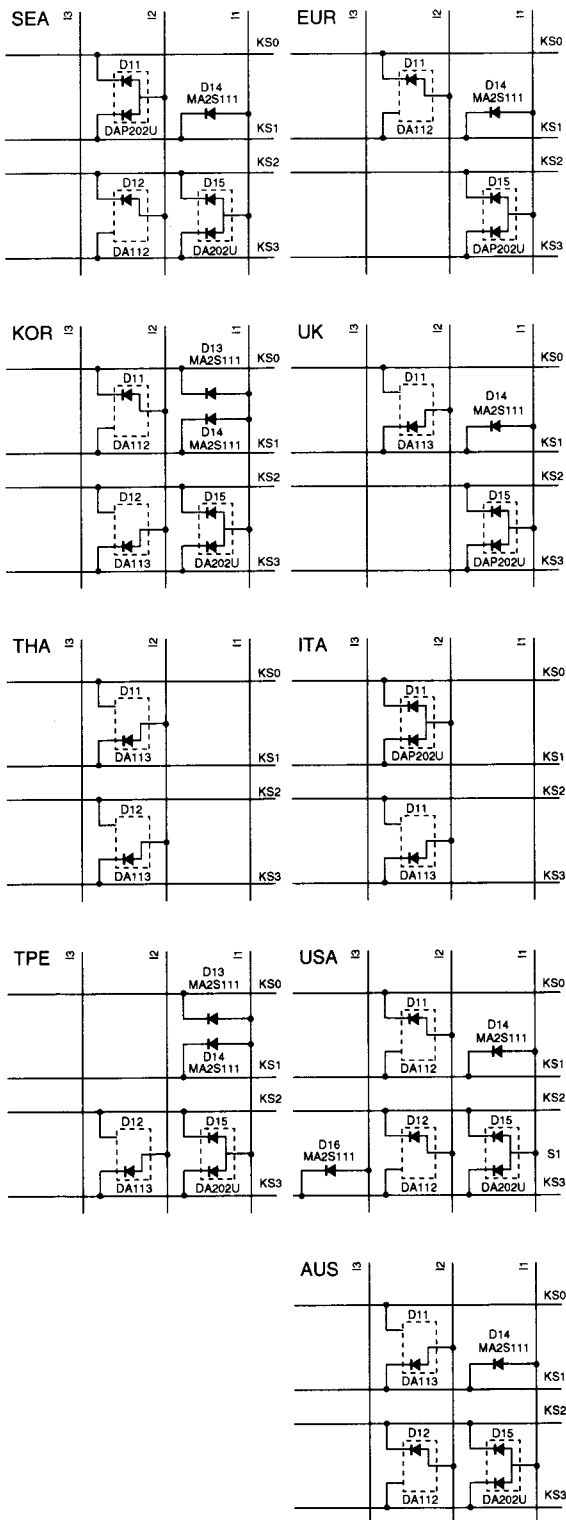 SEA
I3
I2
I1
KS0
D11
D14
MA2S111
DAP202U
KS1
KS2
D12
D15
DA112
DA202U
KS3
EUR
I3
I2
I1
KS0
D11
D14
MA2S111
DA112
KS1
KS2
D15
DAP202U
KS3
KOR
I3
I2
I1
D13
MA2S111
KS0
D11
D14
MA2S111
DA112
KS1
KS2
D12
D15
DA113
DA202U
KS3
UK
I3
I2
I1
KS0
D11
D14
MA2S111
DA113
KS1
KS2
D15
DAP202U
KS3
THA
I3
I2
I1
KS0
D11
DA113
KS1
KS2
D12
DA113
KS3
ITA
I3
I2
I1
KS0
D11
DAP202U
KS1
KS2
D11
DA113
KS3
TPE
I3
I2
I1
D13
MA2S111
KS0
D14
MA2S111
KS1
KS2
D12
D15
DA113
DA202U
KS3
USA
I3
I2
I1
KS0
D11
D14
MA2S111
DA112
KS1
KS2
D12
D15
D16
MA2S111
S1
DA112
DA202U
KS3
AUS
I3
I2
I1
KS0
D11
D14
MA2S111
DA113
KS1
KS2
D12
D15
DA112
DA202U
KS3